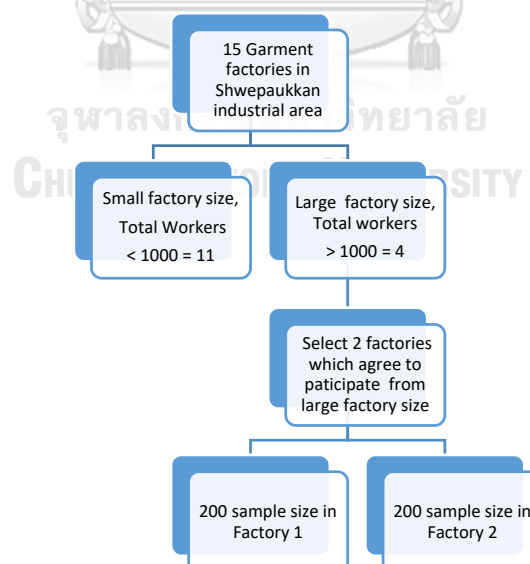 15 Garment
factories in
Shwepaukkan
industrial area
จุฬาลง
วิทยาลัย
Small factory size,
Total Workers
< 1000 = 11
Large factory size,
Total workers
> 1000 = 4
RSITY
Select 2 factories
which agree to
paticipate from
large factory size
200 sample size in
Factory 1
200 sample size in
Factory 2